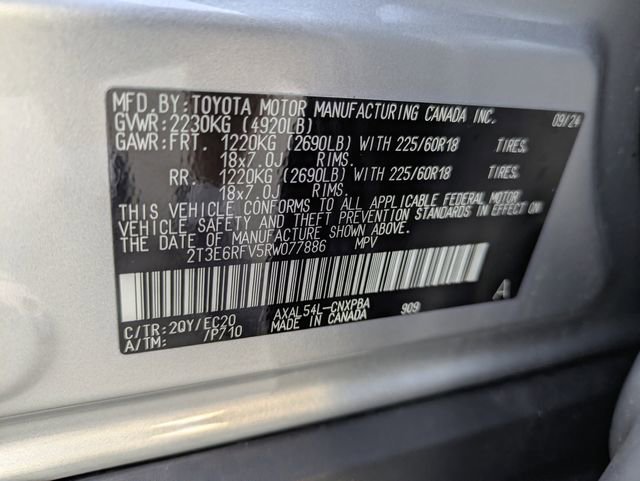 MFD.BY:TOYOTA MOTOR MANUFACTURING CANADA INC. 09/24
GVWR:2230KG (4920LB)
GAWR:FRT. 1220KG (2690LB) WITH 225/60R18 TIRES,
18x7.0J RIMS.
RR. 1220KG (2690LB) WITH 225/60R18 TIRES,
18x7.0J RIMS.
THIS VEHICLE CONFORMS TO ALL APPLICABLE FEDERAL MOTOR
VEHICLE SAFETY AND THEFT PREVENTION STANDARDS IN EFFECT ON
THE DATE OF MANUFACTURE SHOWN ABOVE.
2T3E6RFV5RW077886 MPV
A
C/TR:2QY/EC20 AXAL54L-CNXPBA 909
A/TM: /P710 MADE IN CANADA